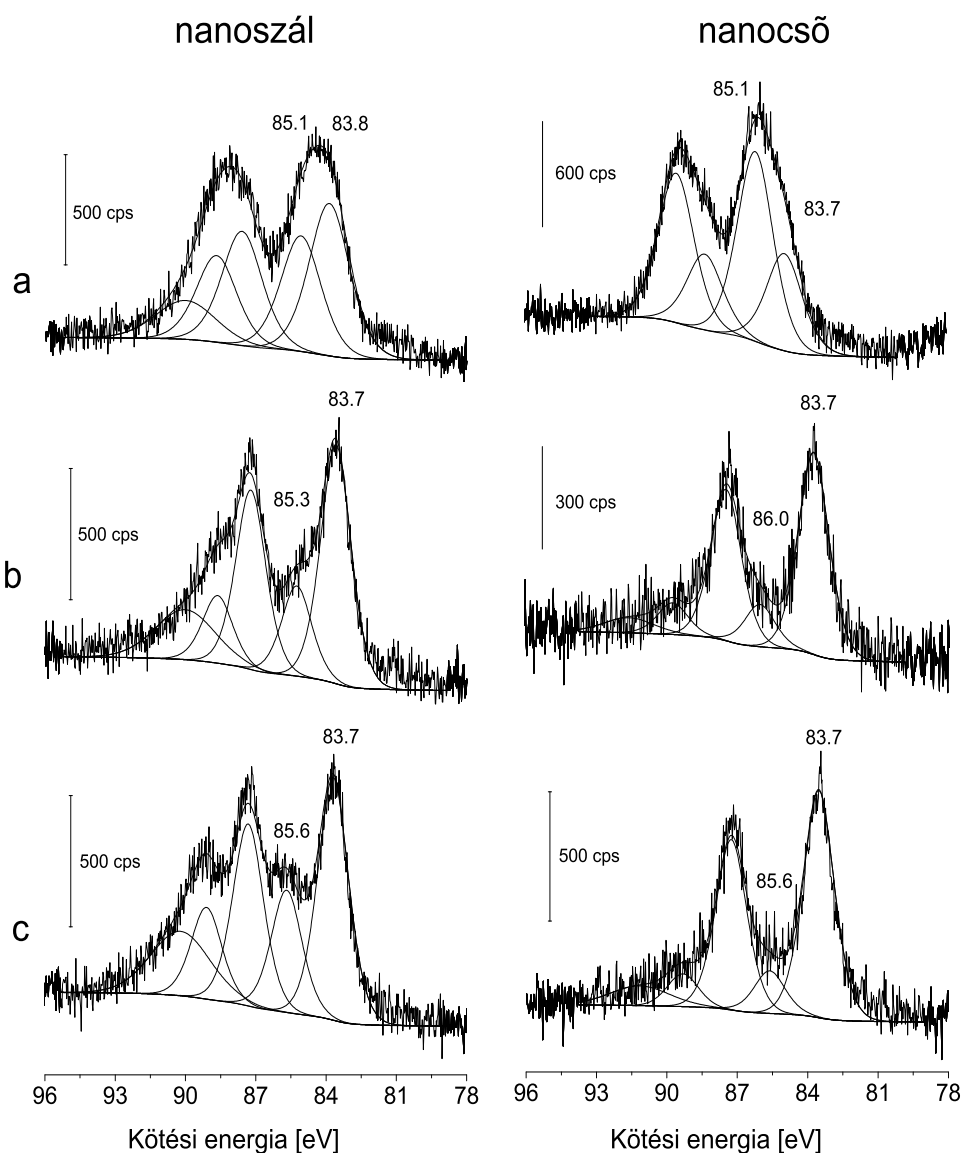 nanoszál
nanocsõ
85.1
83.8
500 cps
a
85.1
600 cps
83.7
83.7
85.3
500 cps
b
83.7
300 cps
86.0
83.7
85.6
500 cps
c
83.7
500 cps
85.6
96 93 90 87 84 81 78
96 93 90 87 84 81 78
Kötési energia [eV]
Kötési energia [eV]